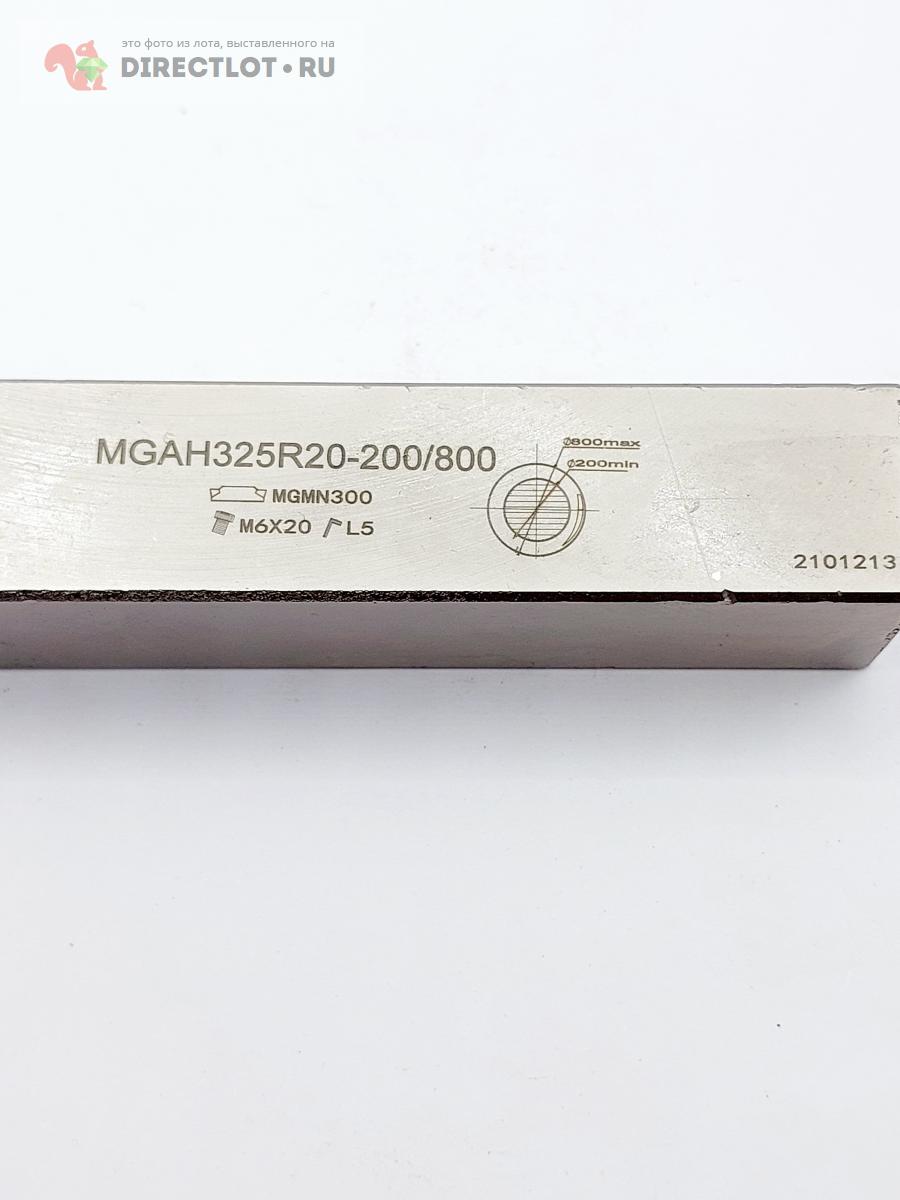 это фото из лота, выставленного на
DIRECTLOT•RU
MGAH325R20-200/800
MGMN300
M6X20 L5
Ø800max
Ø200min
2101213